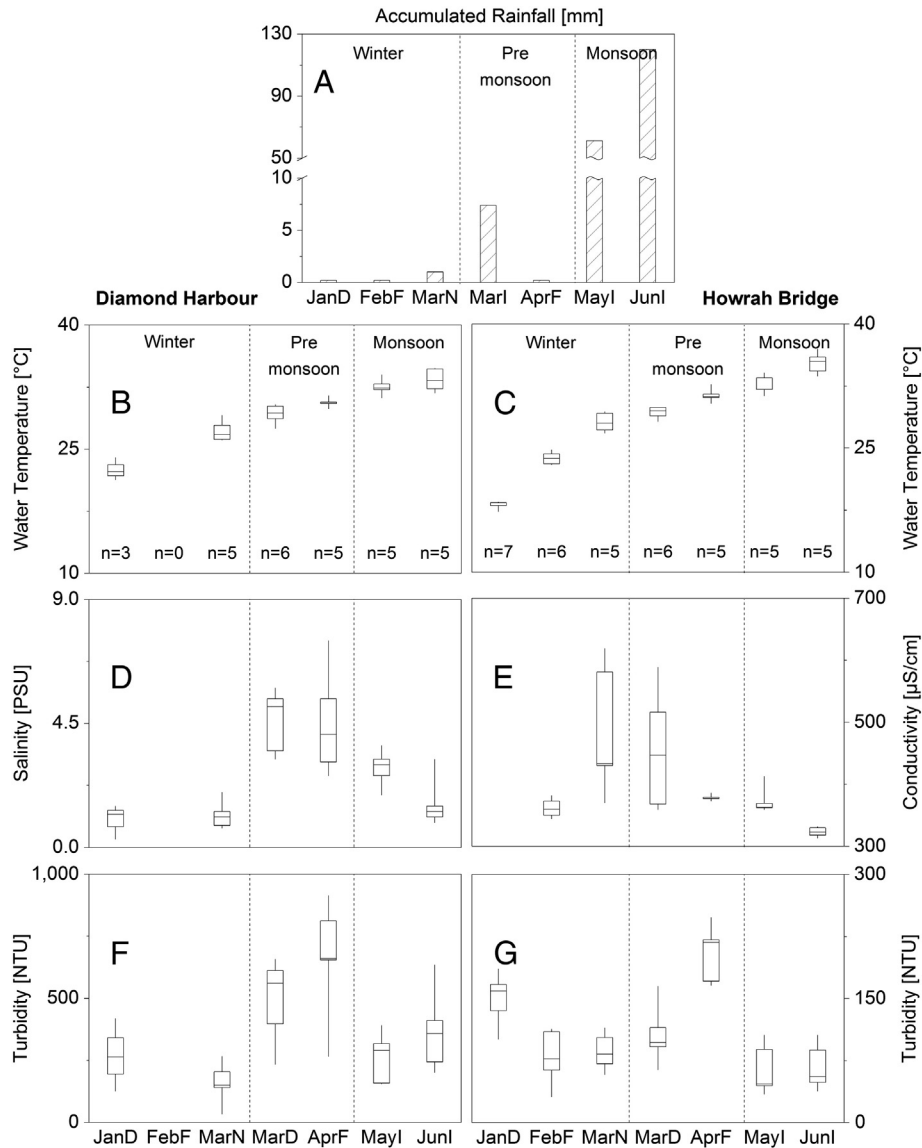 Accumulated Rainfall [mm]
130
90
50
10
5
0
A
Winter
Pre
monsoon
Monsoon
JanD FebF MarN MarI AprF MayI JunI
Diamond Harbour
Howrah Bridge
Water Temperature [°C]
40
25
10
B
Winter
Pre
monsoon
Monsoon
n=3 n=0 n=5 n=6 n=5 n=5 n=5
C
Winter
Pre
monsoon
Monsoon
n=7 n=6 n=5 n=6 n=5 n=5 n=5
40
25
10
Water Temperature [°C]
Salinity [PSU]
9.0
4.5
0.0
D
E
700
500
300
Conductivity [µS/cm]
Turbidity [NTU]
1,000
500
0
F
JanD FebF MarN MarD AprF MayI JunI
G
JanD FebF MarN MarD AprF MayI JunI
300
150
0
Turbidity [NTU]